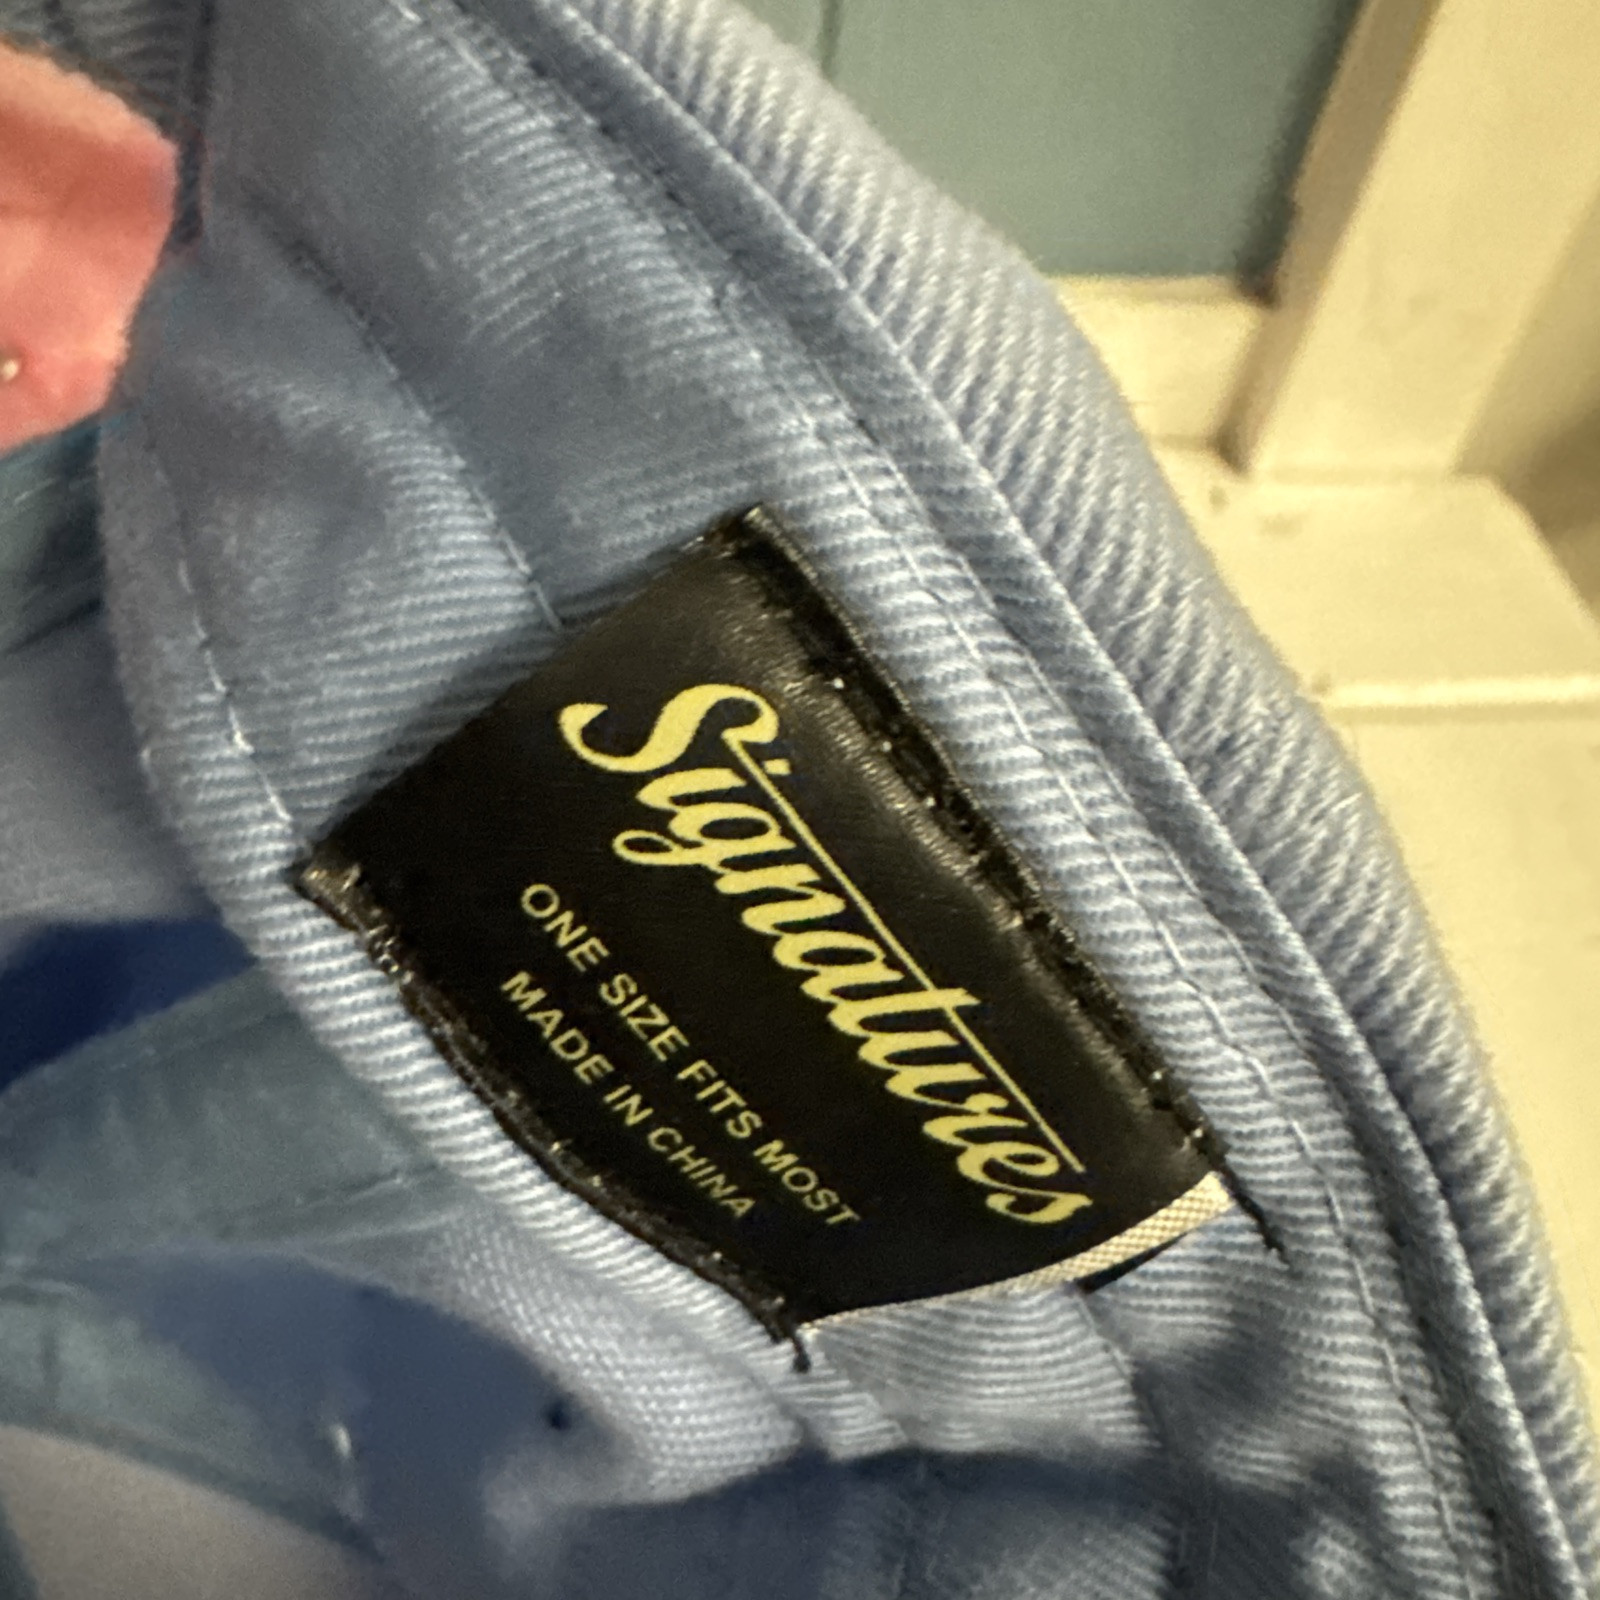 Signatures
ONE SIZE FITS MOST
MADE IN CHINA